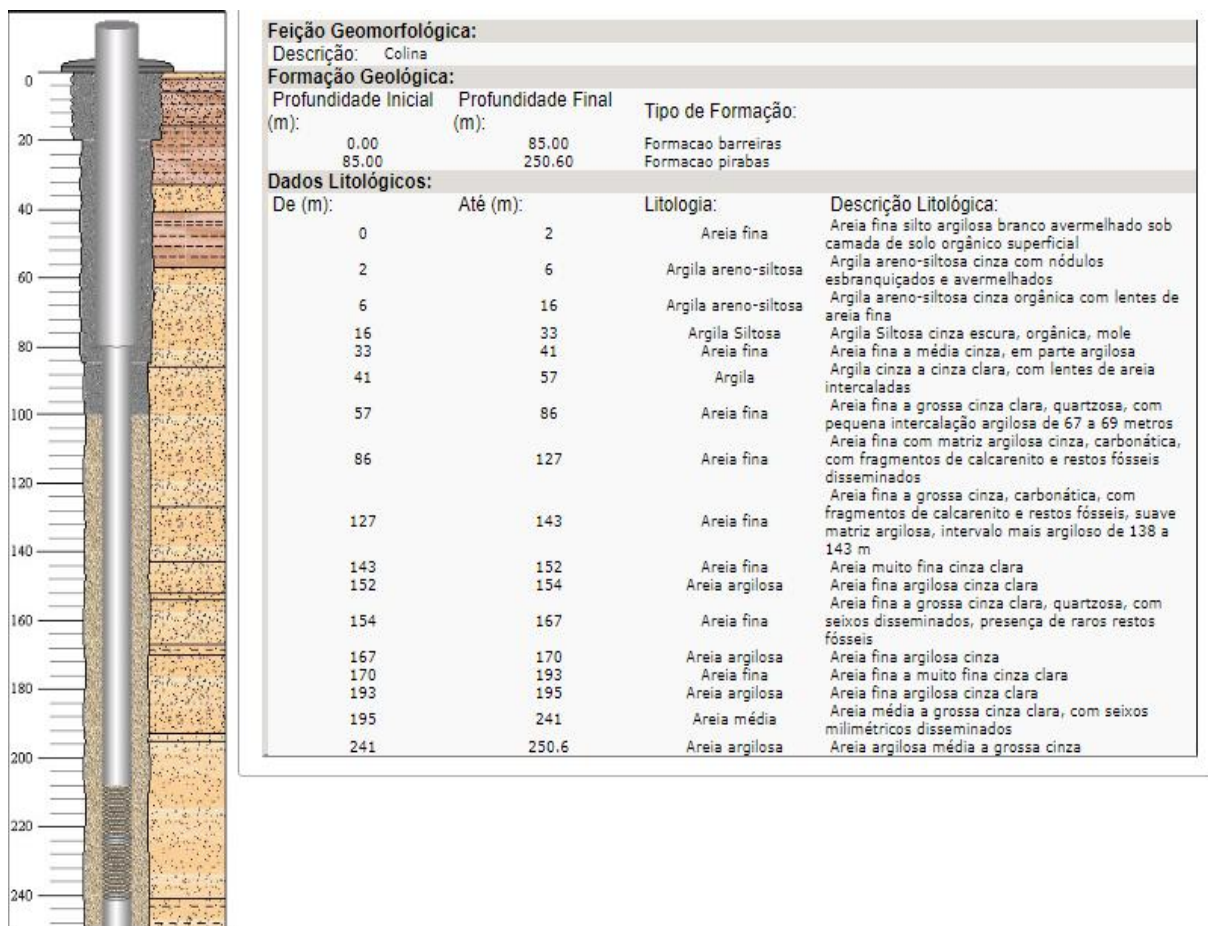 0
20
40
60
80
100
120
140
160
180
200
220
240
Feição Geomorfológica:
Descrição: Colina
Formação Geológica:
Profundidade Inicial (m): Profundidade Final (m): Tipo de Formação:
0.00 85.00 Formacao barreiras
85.00 250.60 Formacao pirabas
Dados Litológicos:
De (m): Até (m): Litologia: Descrição Litológica:
0 2 Areia fina Areia fina silto argilosa branco avermelhado sob
camada de solo orgânico superficial
2 6 Argila areno-siltosa Argila areno-siltosa cinza com nódulos
esbranquiçados e avermelhados
6 16 Argila areno-siltosa Argila areno-siltosa cinza orgânica com lentes de
areia fina
16 33 Argila Siltosa Argila Siltosa cinza escura, orgânica, mole
33 41 Areia fina Areia fina a média cinza, em parte argilosa
41 57 Argila Argila cinza a cinza clara, com lentes de areia
intercaladas
57 86 Areia fina Areia fina a grossa cinza clara, quartzosa, com
pequena intercalação argilosa de 67 a 69 metros
86 127 Areia fina Areia fina com matriz argilosa cinza, carbonática,
com fragmentos de calcarenito e restos fósseis
disseminados
127 143 Areia fina Areia fina a grossa cinza, carbonática, com
fragmentos de calcarenito e restos fósseis, suave
matriz argilosa, intervalo mais argiloso de 138 a
143 m
143 152 Areia fina Areia muito fina cinza clara
152 154 Areia argilosa Areia fina argilosa cinza clara
154 167 Areia fina Areia fina a grossa cinza clara, quartzosa, com
seixos disseminados, presença de raros restos
fósseis
167 170 Areia argilosa Areia fina argilosa cinza
170 193 Areia fina Areia fina a muito fina cinza clara
193 195 Areia argilosa Areia fina argilosa cinza clara
195 241 Areia média Areia média a grossa cinza clara, com seixos
milimétricos disseminados
241 250.6 Areia argilosa Areia argilosa média a grossa cinza